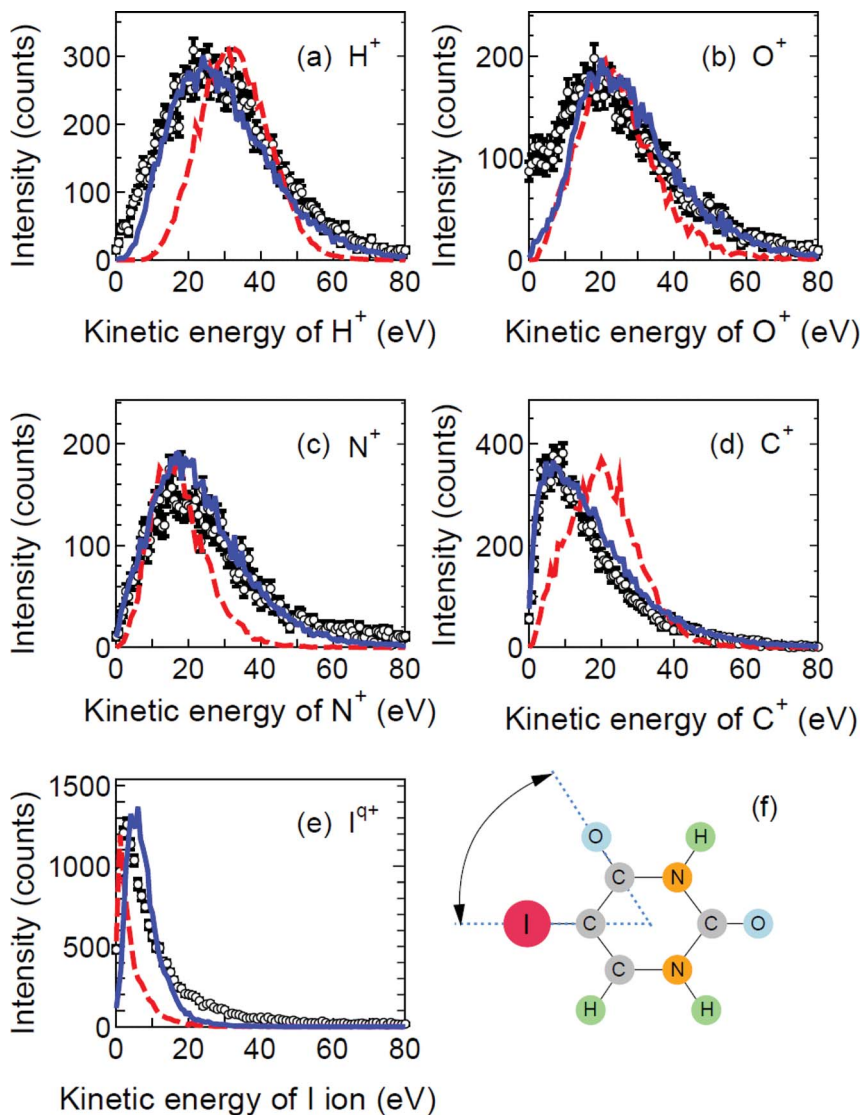 (a) H+
Intensity (counts)
300
200
100
0
0 20 40 60 80
Kinetic energy of H+ (eV)
(b) O+
Intensity (counts)
200
100
0
0 20 40 60 80
Kinetic energy of O+ (eV)
(c) N+
Intensity (counts)
200
100
0
0 20 40 60 80
Kinetic energy of N+ (eV)
(d) C+
Intensity (counts)
400
200
0
0 20 40 60 80
Kinetic energy of C+ (eV)
(e) Iq+
Intensity (counts)
1500
1000
500
0
0 20 40 60 80
Kinetic energy of I ion (eV)
(f)
O H
C N
I C C O
C N
H H